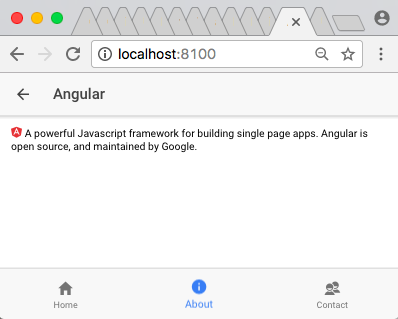 localhost:8100
Angular
A powerful Javascript framework for building single page apps. Angular is
open source, and maintained by Google.
Home
About
Contact